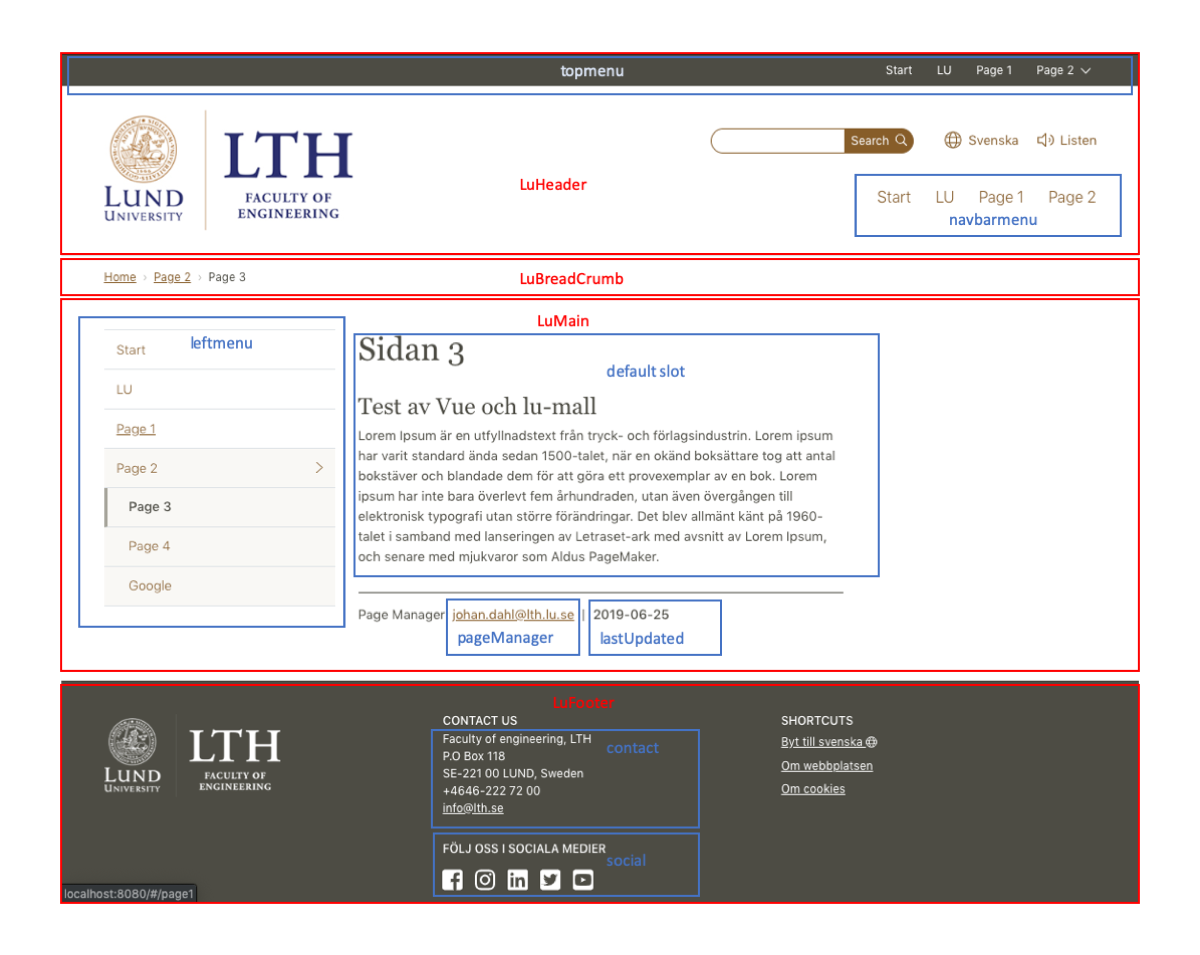 topmenu
Start LU Page 1 Page 2
LUND
UNIVERSITY
LTH
FACULTY OF
ENGINEERING
Search
Svenska
Listen
LuHeader
Start LU Page 1 Page 2
navbarmenu
Home › Page 2 › Page 3
LuBreadCrumb
LuMain
leftmenu
Start
LU
Page 1
Page 2
Page 3
Page 4
Google
Sidan 3
default slot
Test av Vue och lu-mall
Lorem Ipsum är en utfyllnadstext från tryck- och förlagsindustrin. Lorem ipsum
har varit standard ända sedan 1500-talet, när en okänd boksättare tog att antal
bokstäver och blandade dem för att göra ett provexemplar av en bok. Lorem
ipsum har inte bara överlevt fem århundraden, utan även övergången till
elektronisk typografi utan större förändringar. Det blev allmänt känt på 1960-
talet i samband med lanseringen av Letraset-ark med avsnitt av Lorem Ipsum,
och senare med mjukvaror som Aldus PageMaker.
Page Manager johan.dahl@lth.lu.se | 2019-06-25
pageManager
lastUpdated
LuFooter
LUND
UNIVERSITY
LTH
FACULTY OF
ENGINEERING
CONTACT US
Faculty of engineering, LTH
contact
P.O Box 118
SE-221 00 LUND, Sweden
+4646-222 72 00
info@lth.se
FÖLJ OSS I SOCIALA MEDIER
social
SHORTCUTS
Byt till svenska
Om webbplatsen
Om cookies
localhost:8080/#/page1